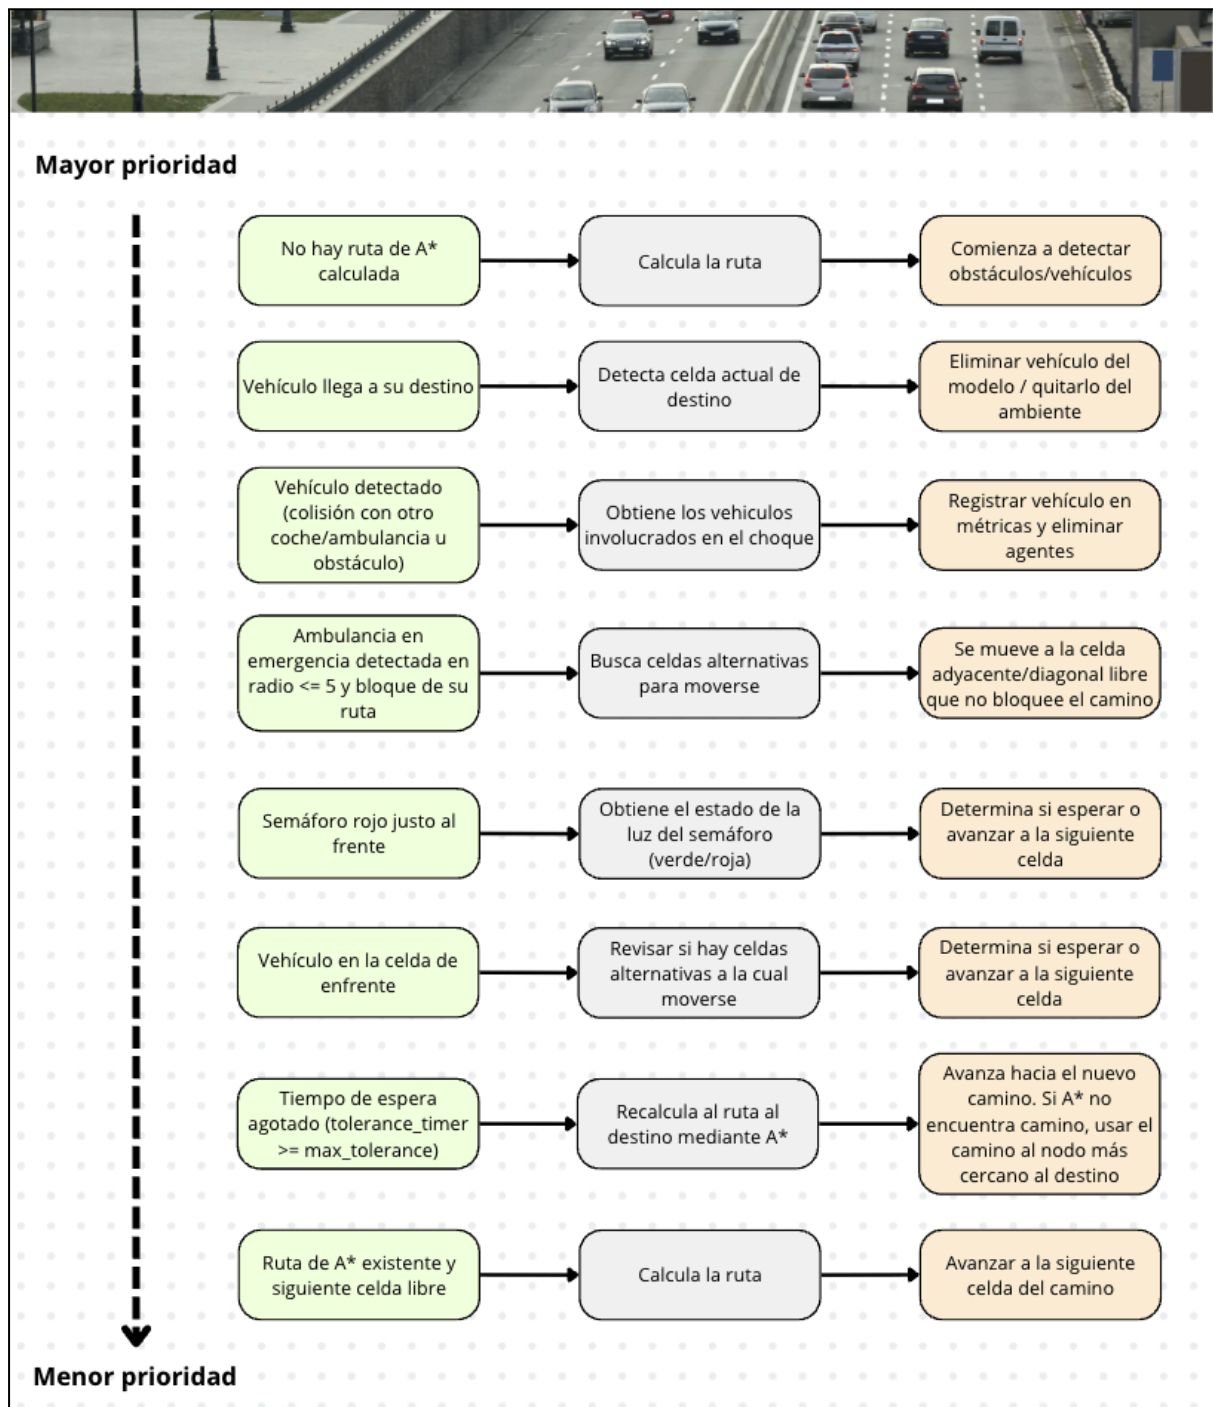 Mayor prioridad
No hay ruta de A*
calculada
Calcula la ruta
Comienza a detectar
obstáculos/vehículos
Vehículo llega a su destino
Detecta celda actual de
destino
Eliminar vehículo del
modelo / quitarlo del
ambiente
Vehículo detectado
(colisión con otro
coche/ambulancia u
obstáculo)
Obtiene los vehiculos
involucrados en el choque
Registrar vehículo en
métricas y eliminar
agentes
Ambulancia en
emergencia detectada en
radio <= 5 y bloque de su
ruta
Busca celdas alternativas
para moverse
Se mueve a la celda
adyacente/diagonal libre
que no bloquee el camino
Semáforo rojo justo al
frente
Obtiene el estado de la
luz del semáforo
(verde/roja)
Determina si esperar o
avanzar a la siguiente
celda
Vehículo en la celda de
enfrente
Revisar si hay celdas
alternativas a la cual
moverse
Determina si esperar o
avanzar a la siguiente
celda
Tiempo de espera
agotado (tolerance_timer
>= max_tolerance)
Recalcula al ruta al
destino mediante A*
Avanza hacia el nuevo
camino. Si A* no
encuentra camino, usar el
camino al nodo más
cercano al destino
Ruta de A* existente y
siguiente celda libre
Calcula la ruta
Avanzar a la siguiente
celda del camino
Menor prioridad